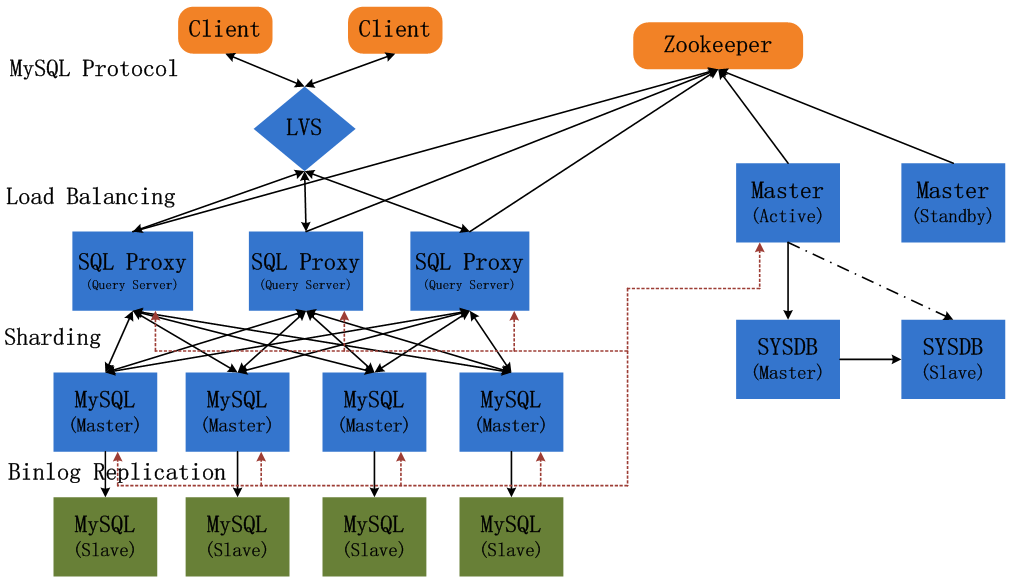 Client
Client
Zookeeper
MySQL Protocol
LVS
Load Balancing
Master
(Active)
Master
(Standby)
SQL Proxy
(Query Server)
SQL Proxy
(Query Server)
SQL Proxy
(Query Server)
Sharding
SYSDB
(Master)
SYSDB
(Slave)
MySQL
(Master)
MySQL
(Master)
MySQL
(Master)
MySQL
(Master)
Binlog Replication
MySQL
(Slave)
MySQL
(Slave)
MySQL
(Slave)
MySQL
(Slave)